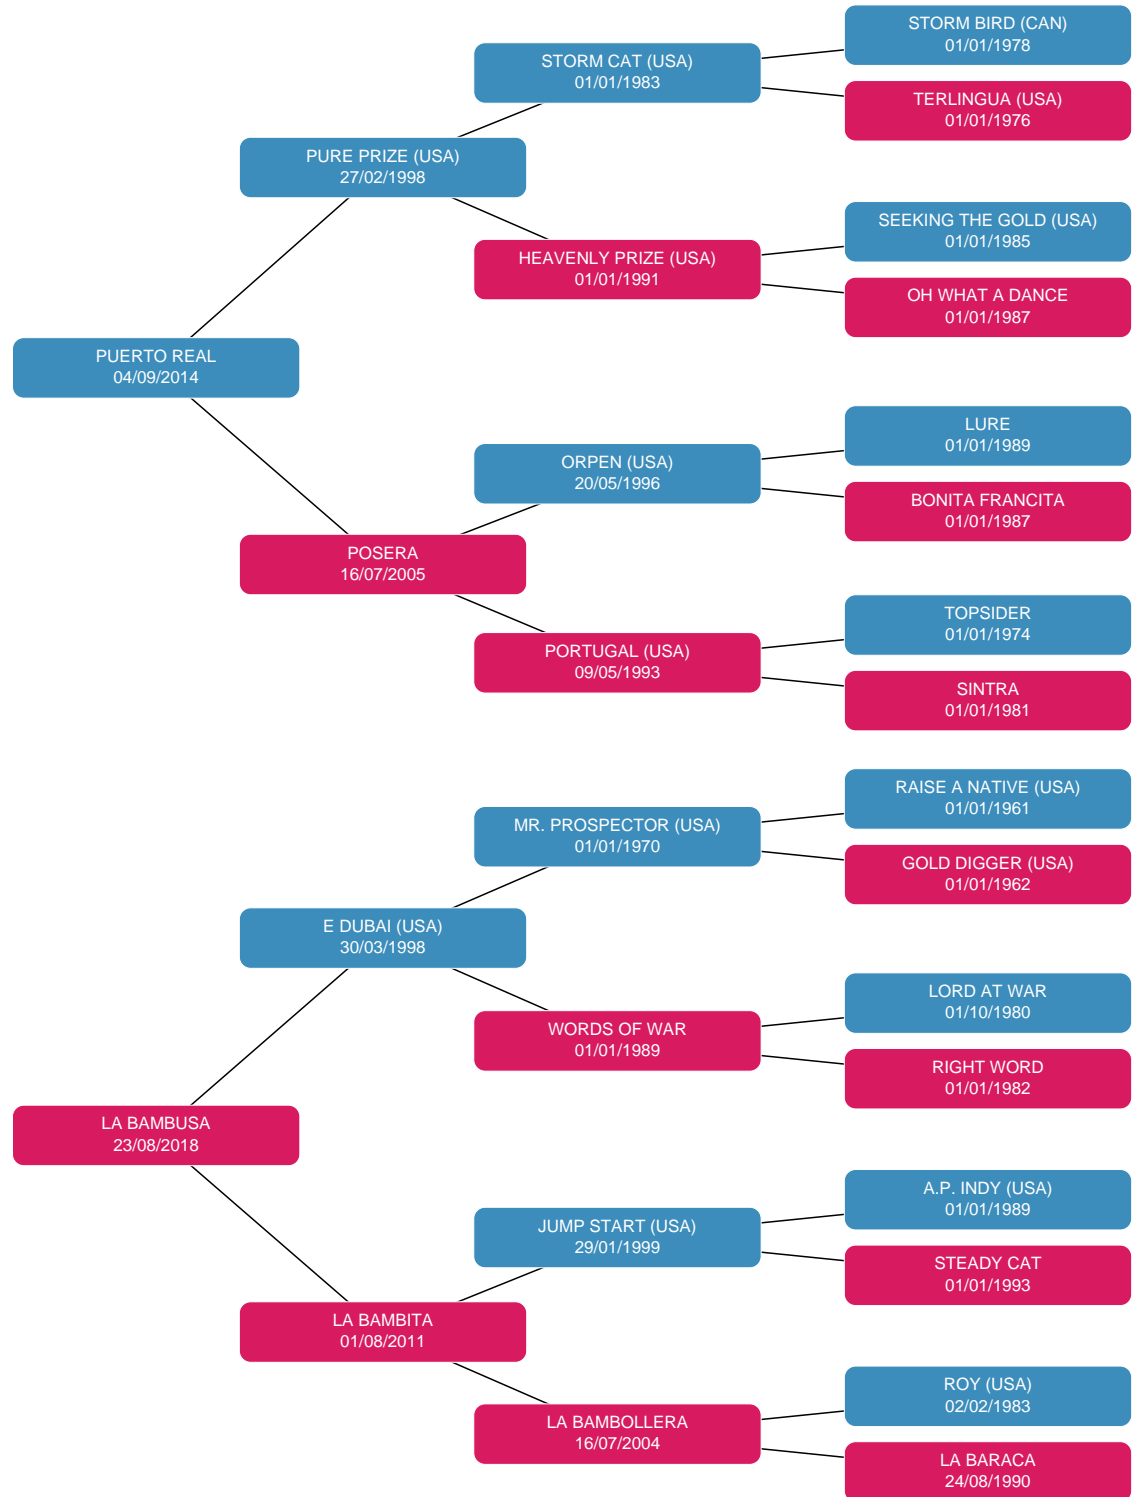 STORM BIRD (CAN)
01/01/1978
STORM CAT (USA)
01/01/1983
TERLINGUA (USA)
01/01/1976
PURE PRIZE (USA)
27/02/1998
SEEKING THE GOLD (USA)
01/01/1985
HEAVENLY PRIZE (USA)
01/01/1991
OH WHAT A DANCE
01/01/1987
PUERTO REAL
04/09/2014
LURE
01/01/1989
ORPEN (USA)
20/05/1996
BONITA FRANCITA
01/01/1987
POSERA
16/07/2005
TOPSIDER
01/01/1974
PORTUGAL (USA)
09/05/1993
SINTRA
01/01/1981
RAISE A NATIVE (USA)
01/01/1961
MR. PROSPECTOR (USA)
01/01/1970
GOLD DIGGER (USA)
01/01/1962
E DUBAI (USA)
30/03/1998
LORD AT WAR
01/10/1980
WORDS OF WAR
01/01/1989
RIGHT WORD
01/01/1982
LA BAMBUSA
23/08/2018
A.P. INDY (USA)
01/01/1989
JUMP START (USA)
29/01/1999
STEADY CAT
01/01/1993
LA BAMBITA
01/08/2011
ROY (USA)
02/02/1983
LA BAMBOLLERA
16/07/2004
LA BARACA
24/08/1990